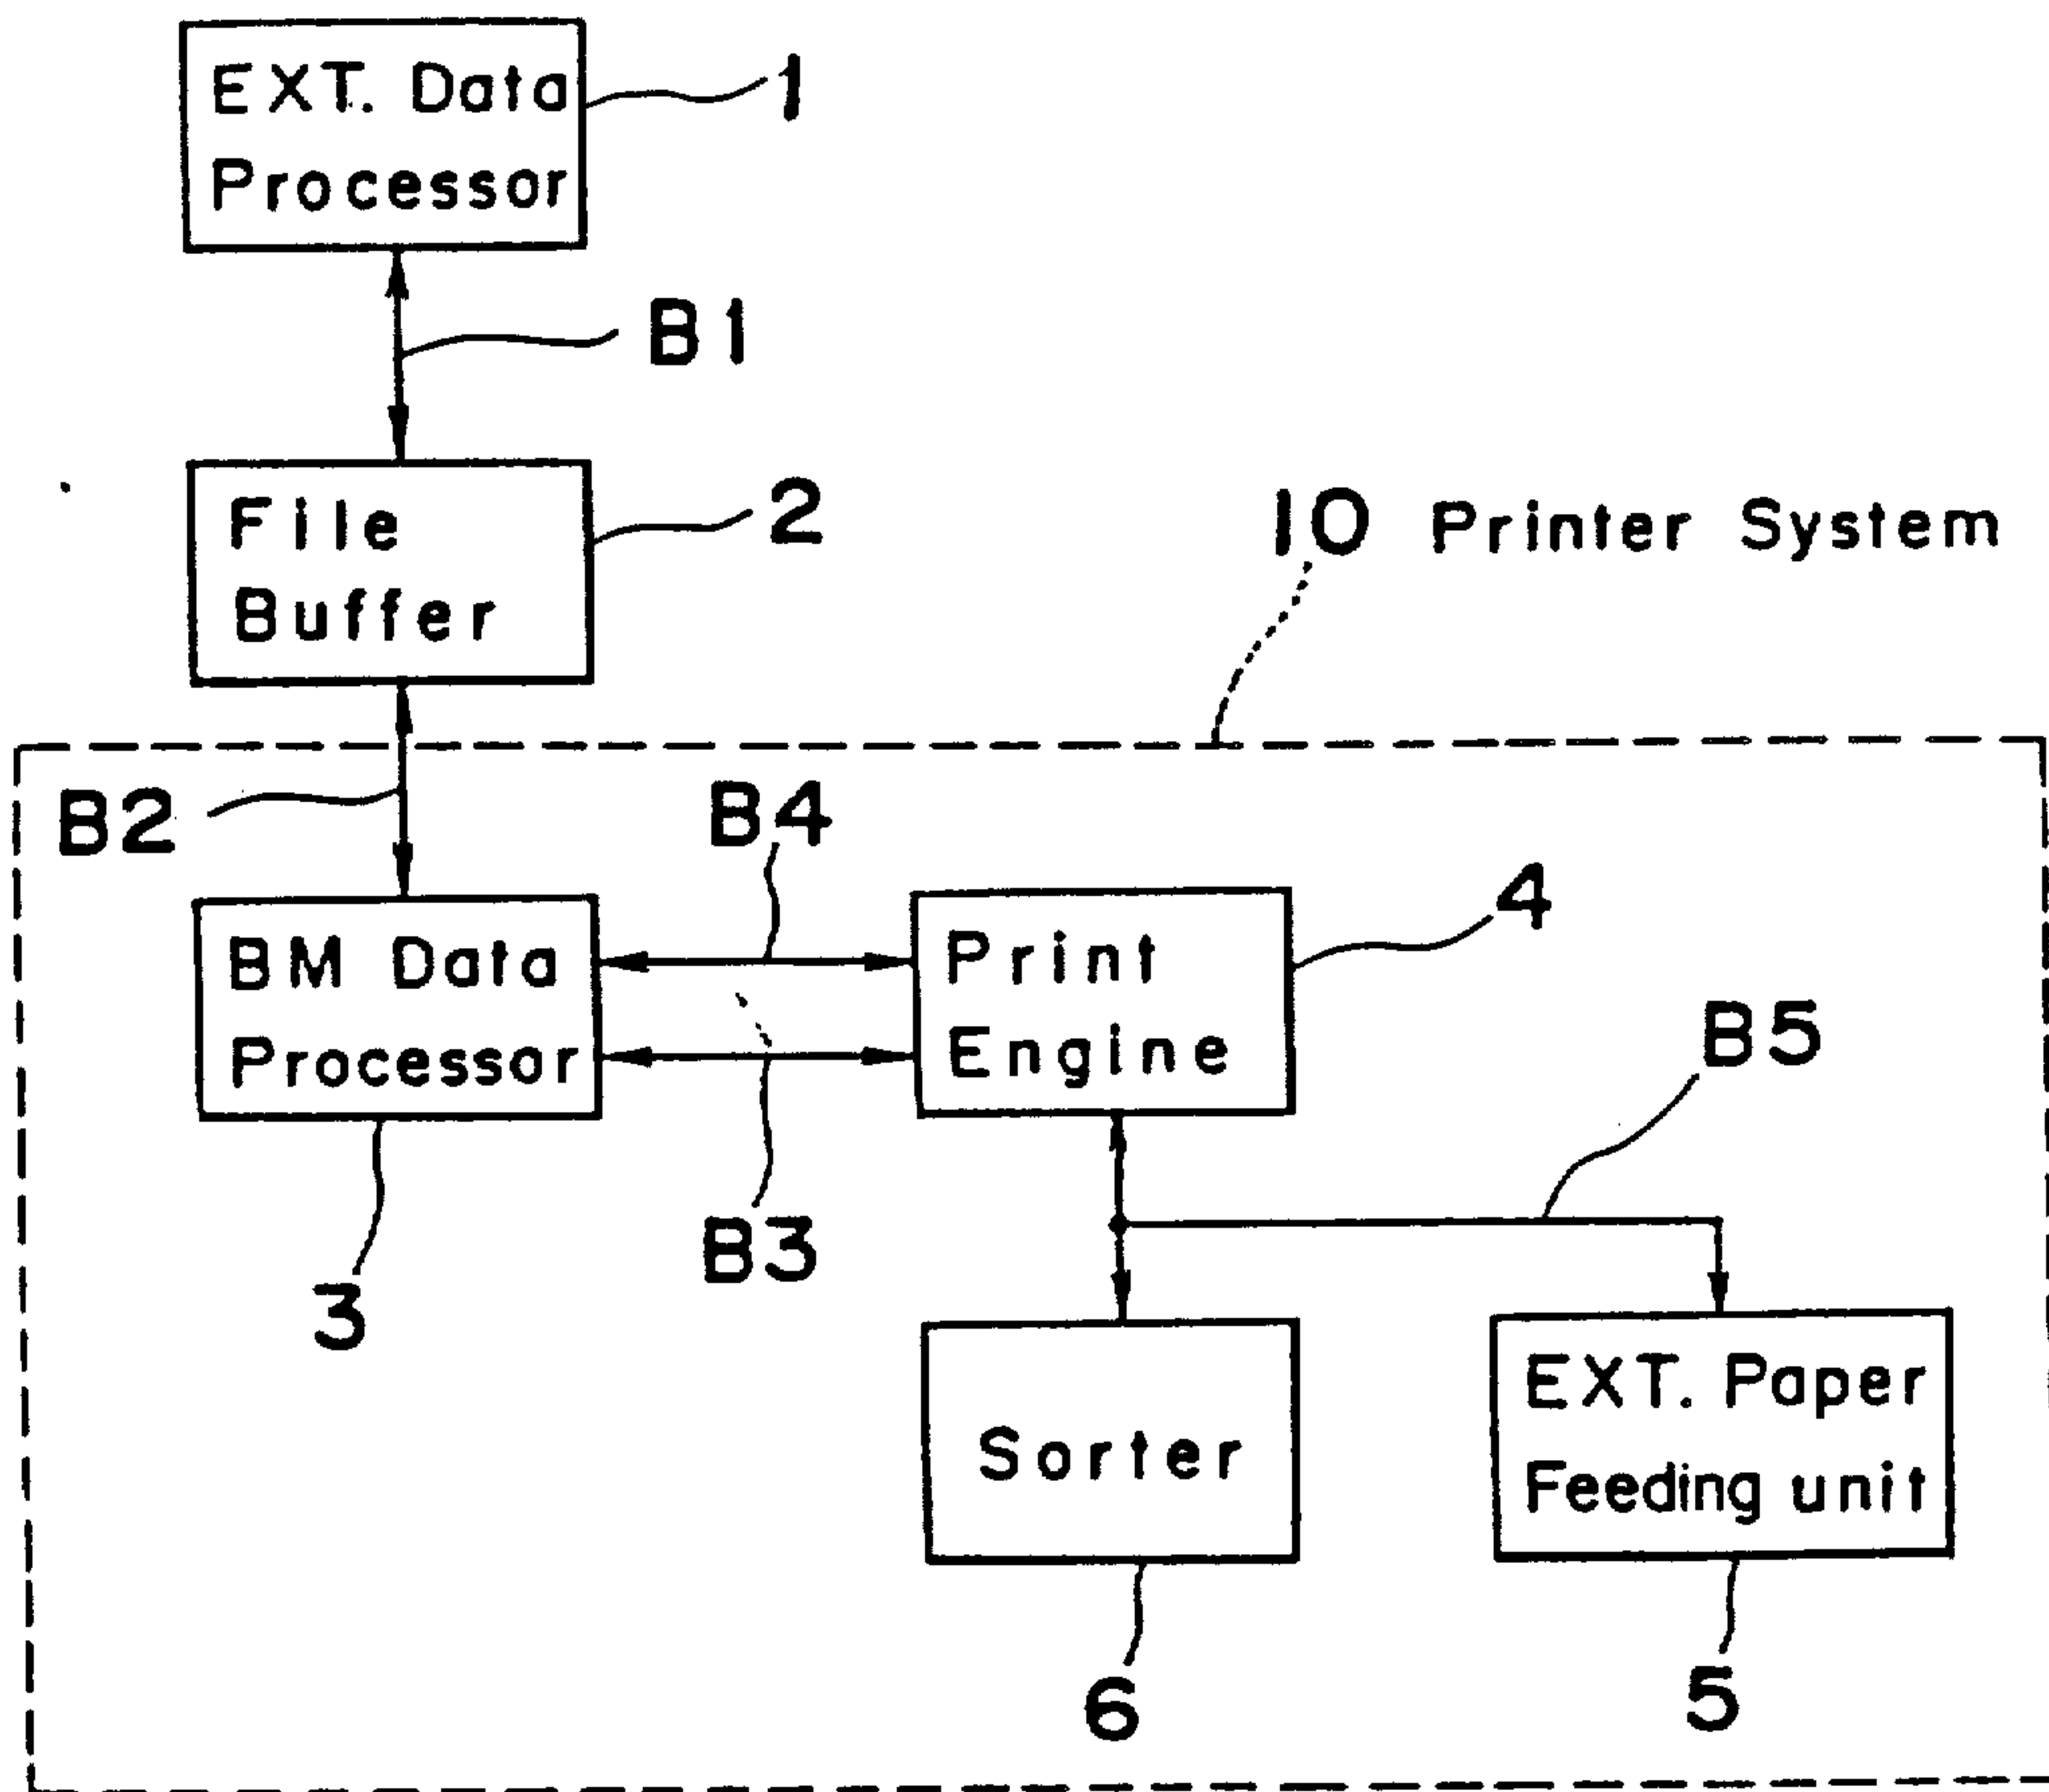 EXT. Data
Processor
1
B1
File
Buffer
2
10 Printer System
B2
B4
BM Data
Processor
Print
Engine
4
B5
3
B3
Sorter
EXT. Paper
Feeding unit
6
5